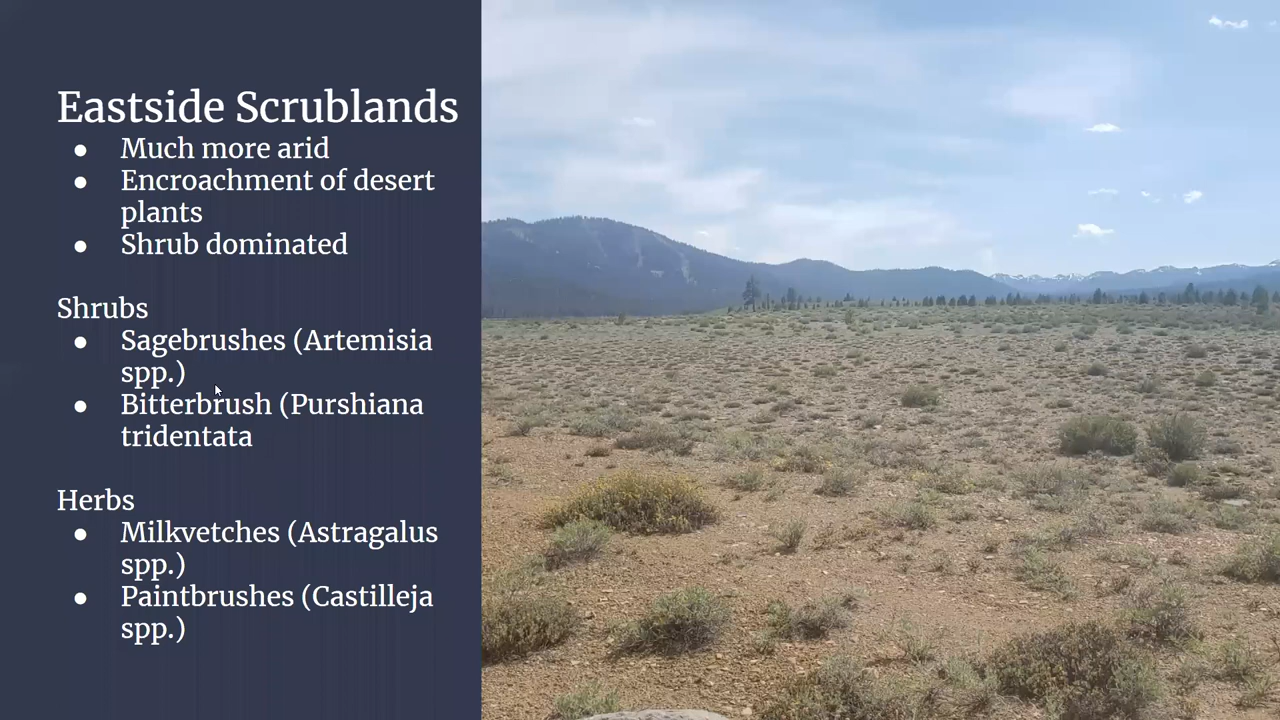 Eastside Scrublands
● Much more arid
● Encroachment of desert
plants
● Shrub dominated
Shrubs
● Sagebrushes (Artemisia
spp.)
● Bitterbrush (Purshiana
tridentata
Herbs
● Milkvetches (Astragalus
spp.)
● Paintbrushes (Castilleja
spp.)